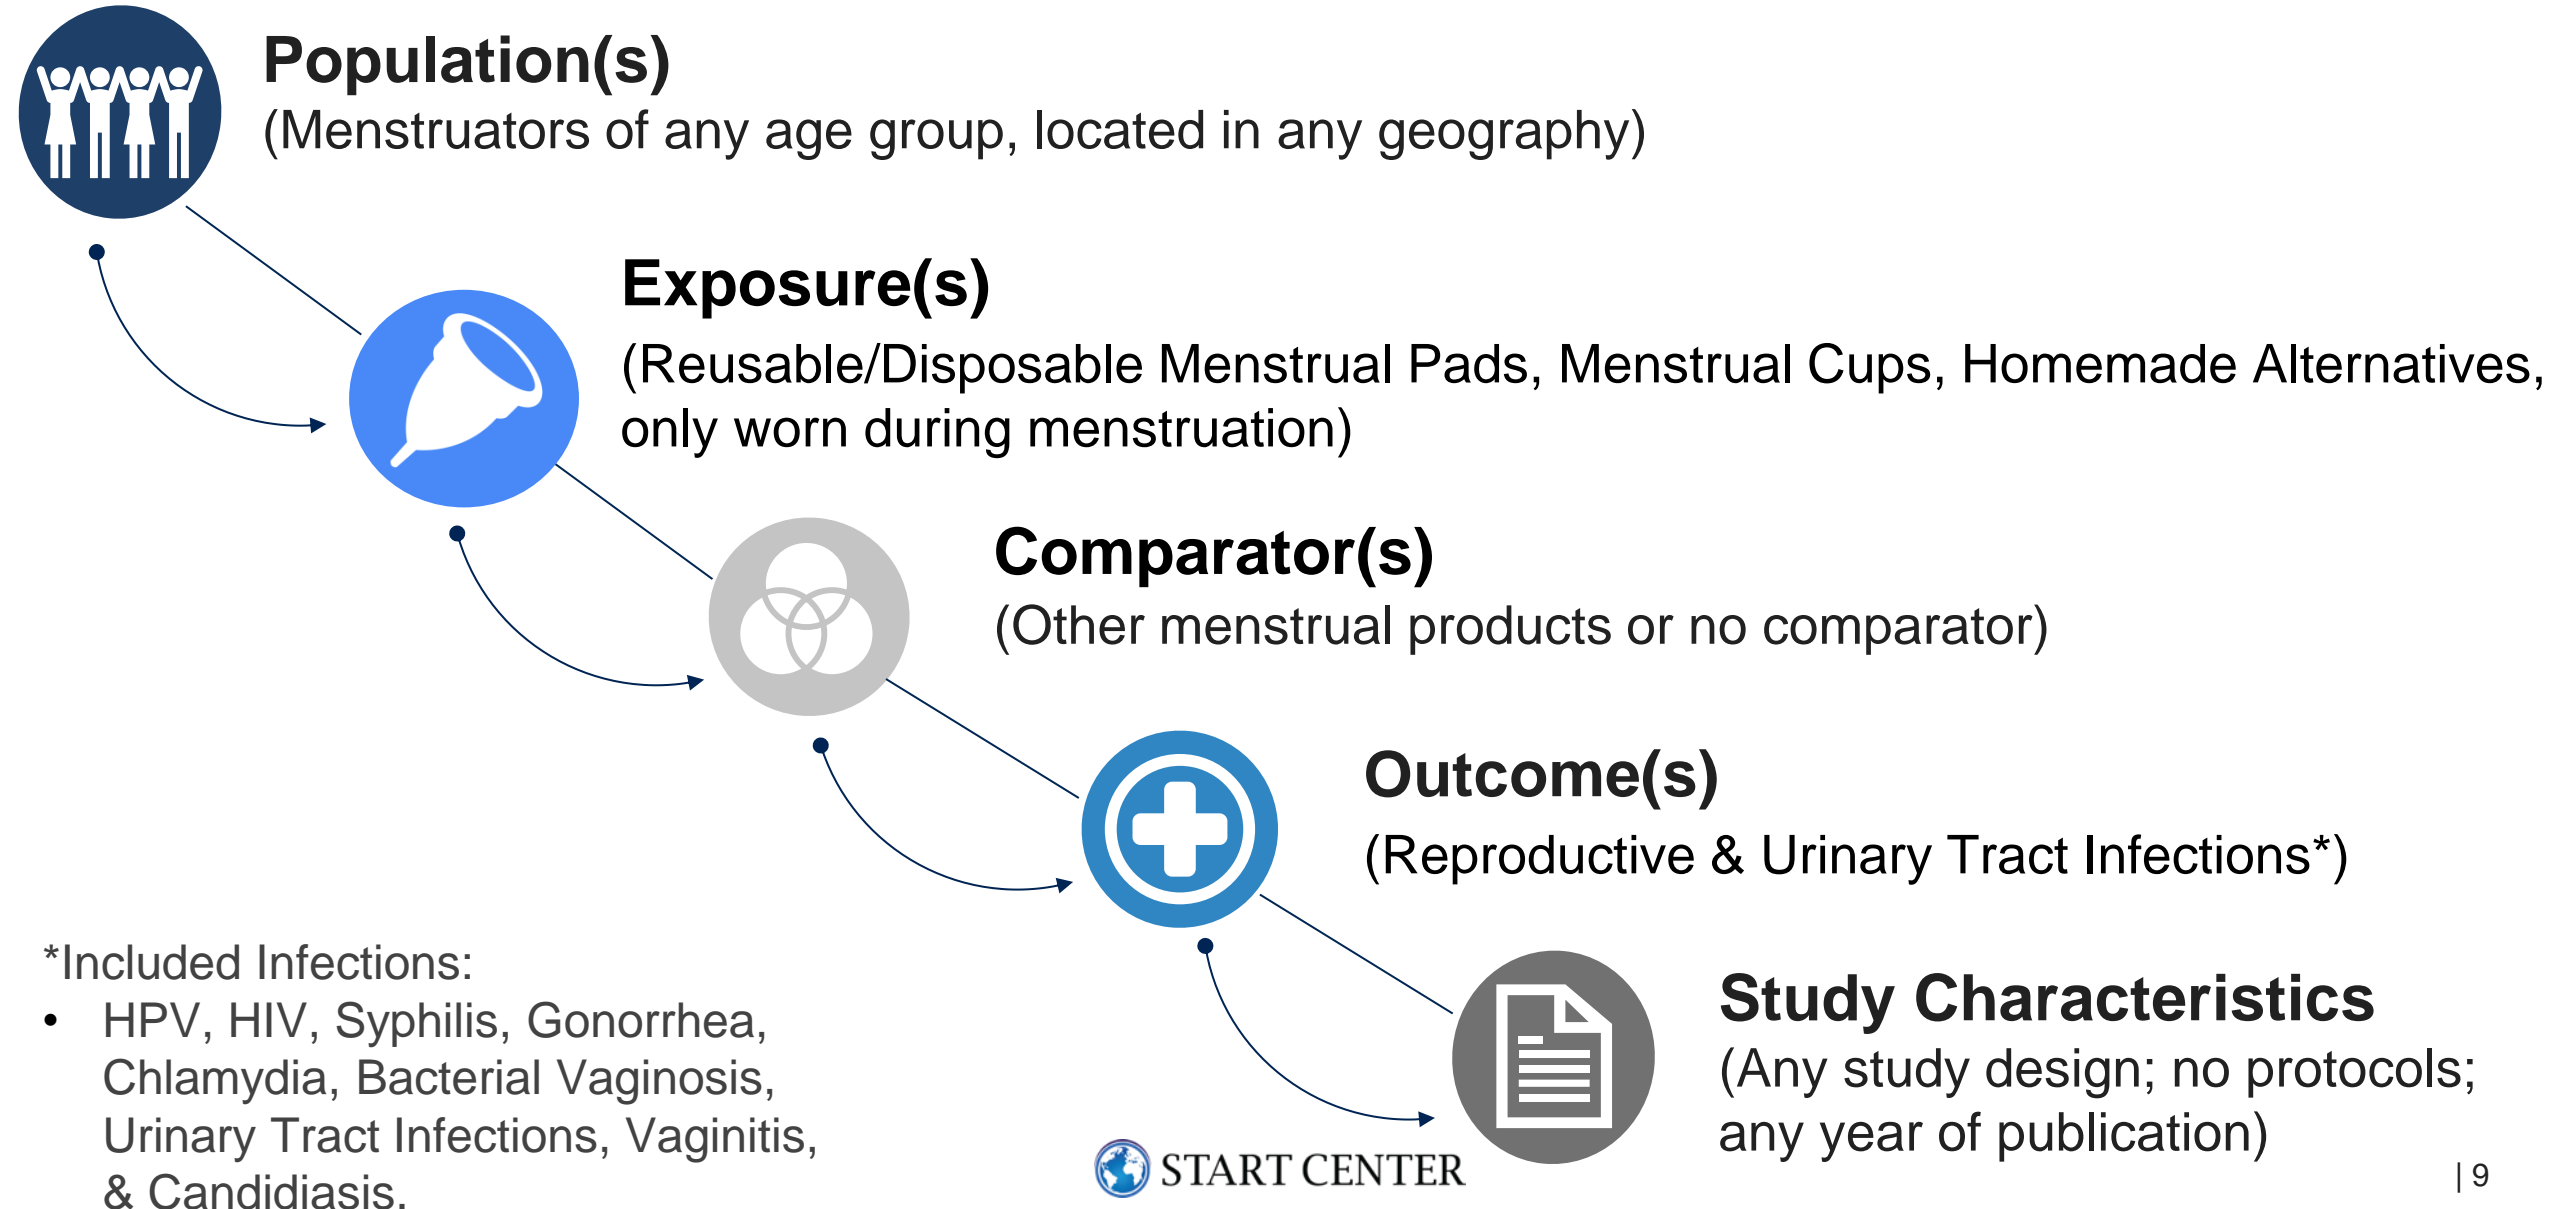 Population(s)
(Menstruators of any age group, located in any geography)
Exposure(s)
(Reusable/Disposable Menstrual Pads, Menstrual Cups, Homemade Alternatives,
only worn during menstruation)
Comparator(s)
(Other menstrual products or no comparator)
Outcome(s)
(Reproductive & Urinary Tract Infections*)
Study Characteristics
(Any study design; no protocols;
any year of publication)
*Included Infections:
• HPV, HIV, Syphilis, Gonorrhea,
Chlamydia, Bacterial Vaginosis,
Urinary Tract Infections, Vaginitis,
& Candidiasis.
START CENTER
| 9